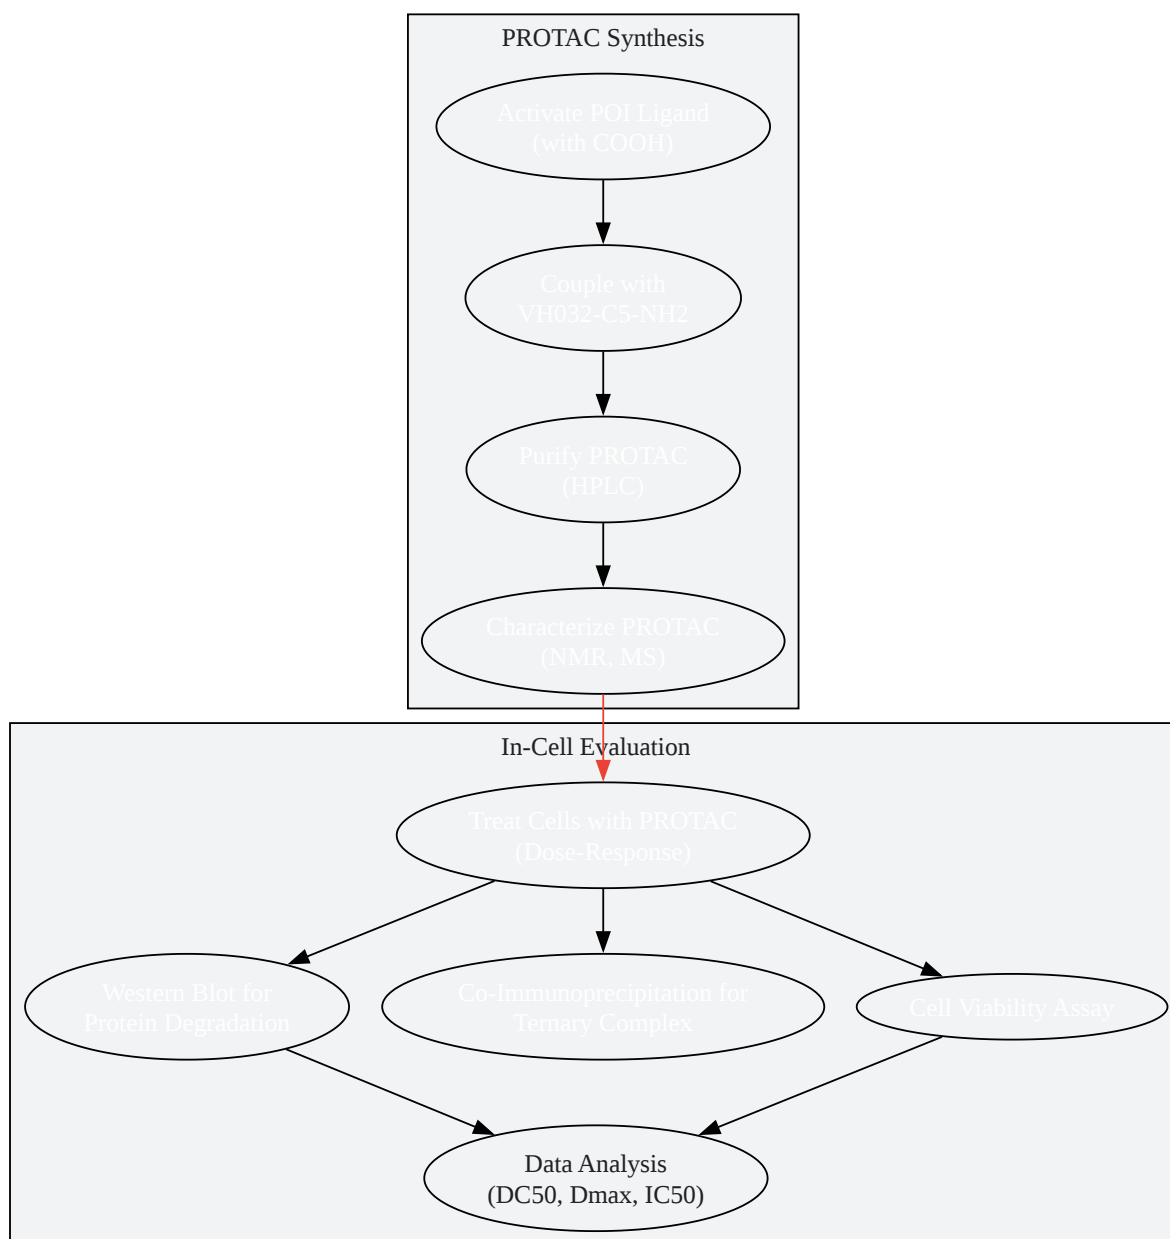 PROTAC Synthesis
Activate POI Ligand
(with COOH)
Couple with
VH032-C5-NH2
Purify PROTAC
(HPLC)
Characterize PROTAC
(NMR, MS)
In-Cell Evaluation
Treat Cells with PROTAC
(Dose-Response)
Western Blot for
Protein Degradation
Co-Immunoprecipitation for
Ternary Complex
Cell Viability Assay
Data Analysis
(DC50, Dmax, IC50)